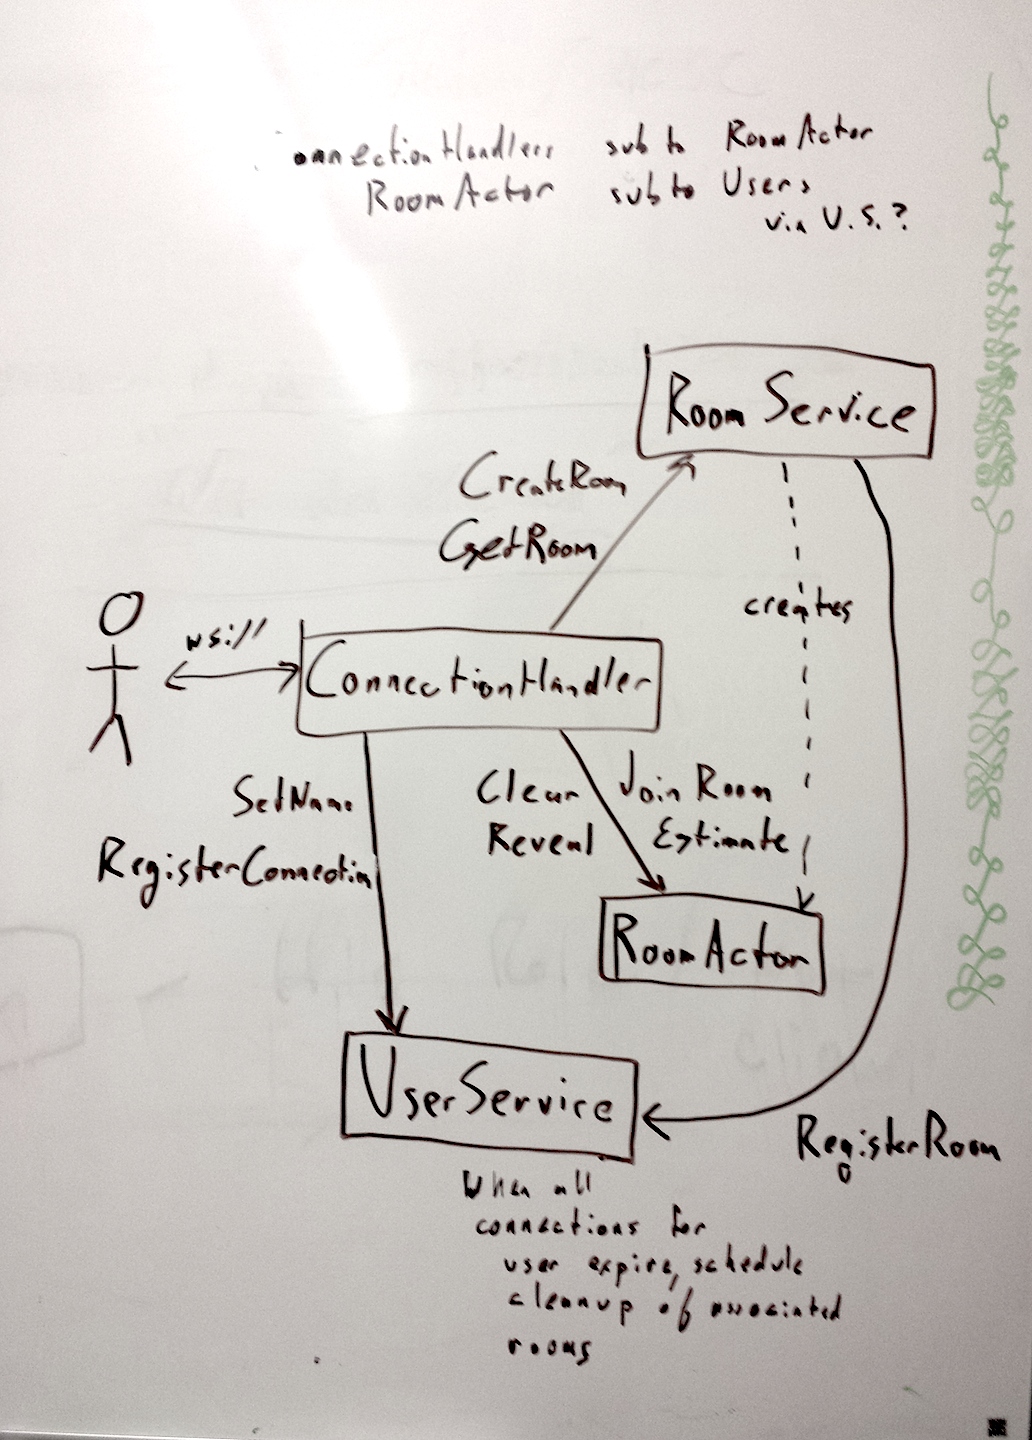 onnectionHandlers sub to RoomActor
RoomActor sub to Users
via U.S.?
Room Service
CreateRoom
GetRoom
creates
ws://
ConnectionHandler
SetName
RegisterConnection
Clear
Reveal
Join Room
Estimate
RoomActor
UserService
RegisterRoom
When all
connections for
user expire, schedule
cleanup of associated
rooms